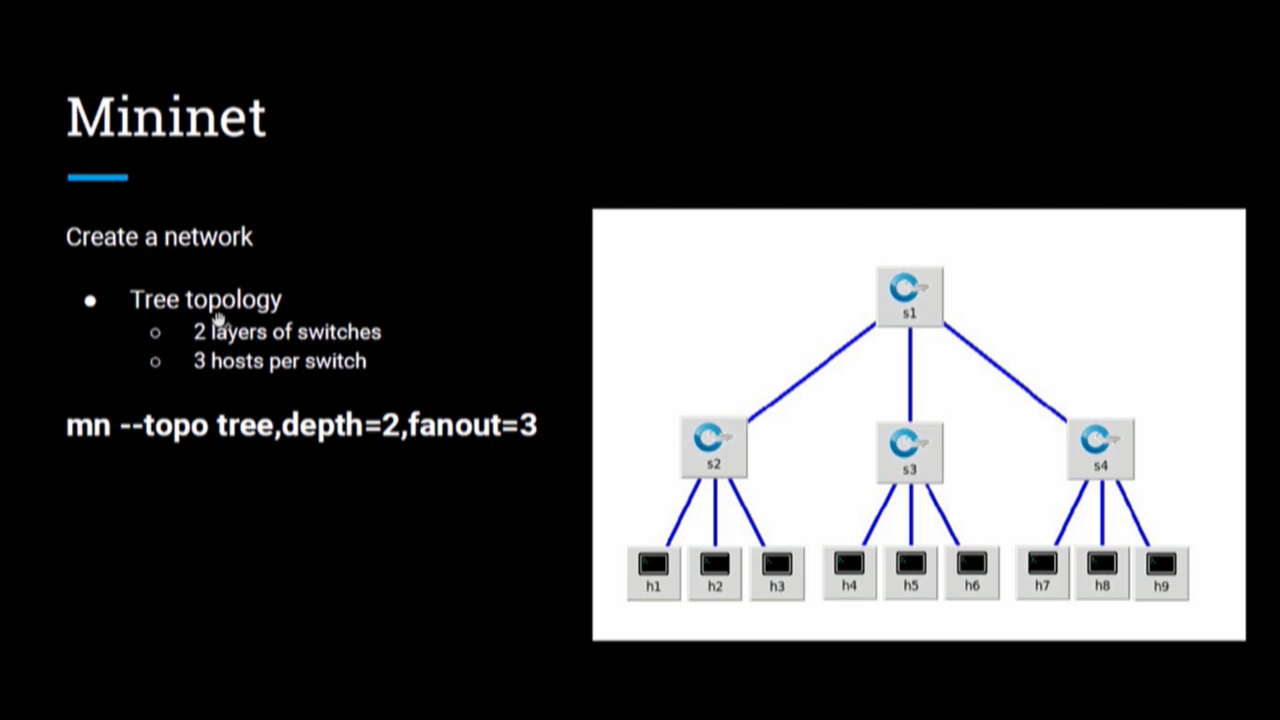 Mininet
Create a network
Tree topology
2 layers of switches
3 hosts per switch
mn --topo tree,depth=2,fanout=3
s1
s2
s3
s4
h1
h2
h3
h4
h5
h6
h7
h8
h9